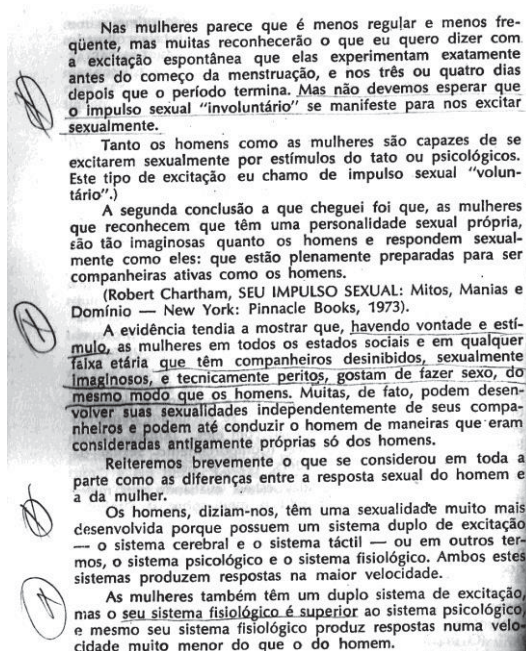 Nas mulheres parece que é menos regular e menos fre-
qüente, mas muitas reconhecerão o que eu quero dizer com
a excitação espontânea que elas experimentam exatamente
antes do começo da menstruação, e nos três ou quatro dias
depois que o período termina. Mas não devemos esperar que
o impulso sexual "involuntário" se manifeste para nos excitar
sexualmente.
Tanto os homens como as mulheres são capazes de se
excitarem sexualmente por estímulos do tato ou psicológicos.
Este tipo de excitação eu chamo de impulso sexual "volun-
tário".)
A segunda conclusão a que cheguei foi que, as mulheres
que reconhecem que têm uma personalidade sexual própria,
são tão imaginosas quanto os homens e respondem sexual-
mente como eles: que estão plenamente preparadas para ser
companheiras ativas como os homens.
(Robert Chartham, SEU IMPULSO SEXUAL: Mitos, Manias e
Domínio — New York: Pinnacle Books, 1973).
A evidência tendia a mostrar que, havendo vontade e estí-
mulo, as mulheres em todos os estados sociais e em qualquer
faixa etária que têm companheiros desinibidos, sexualmente
imaginosos, e tecnicamente peritos, gostam de fazer sexo, do
mesmo modo que os homens. Muitas, de fato, podem desen-
volver suas sexualidades independentemente de seus compa-
nheiros e podem até conduzir o homem de maneiras que eram
consideradas antigamente próprias só dos homens.
Reiteremos brevemente o que se considerou em toda a
parte como as diferenças entre a resposta sexual do homem e
a da mulher.
Os homens, diziam-nos, têm uma sexualidade muito mais
desenvolvida porque possuem um sistema duplo de excitação
— o sistema cerebral e o sistema táctil — ou em outros ter-
mos, o sistema psicológico e o sistema fisiológico. Ambos estes
sistemas produzem respostas na maior velocidade.
As mulheres também têm um duplo sistema de excitação,
mas o seu sistema fisiológico é superior ao sistema psicológico,
e mesmo seu sistema fisiológico produz respostas numa velo-
cidade muito menor do que o do homem.